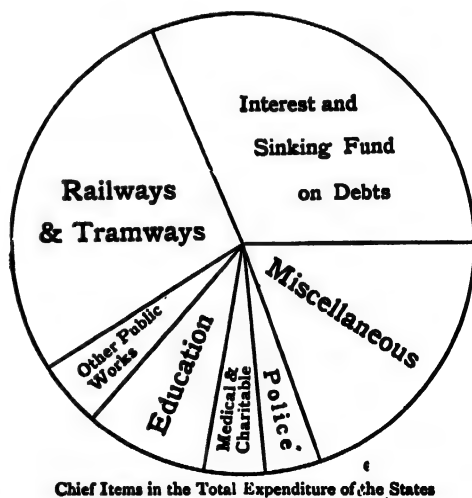 Interest and
Sinking Fund
on Debts
Railways
& Tramways
Miscellaneous
Other Public
Works
Education
Medical &
Charitable
Police
Chief Items in the Total Expenditure of the States